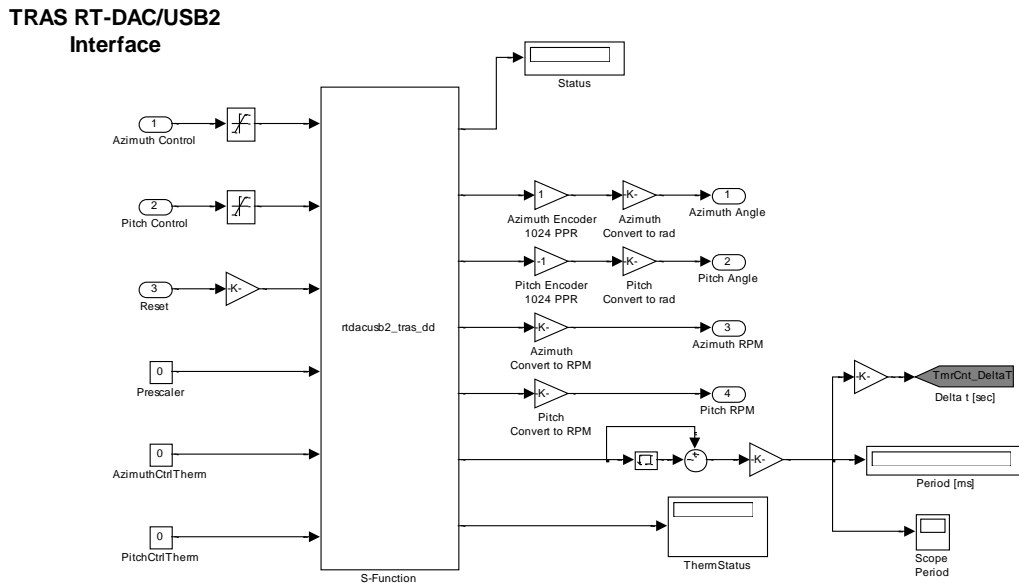 TRAS RT-DAC/USB2
Interface
Status
1
Azimuth Control
2
Pitch Control
3
Reset
-K-
0
Prescaler
0
AzimuthCtrlTherm
0
PitchCtrlTherm
rtdacusb2_tras_dd
S-Function
1
Azimuth Encoder
1024 PPR
-K-
Azimuth
Convert to rad
1
Azimuth Angle
-1
Pitch Encoder
1024 PPR
-K-
Pitch
Convert to rad
2
Pitch Angle
-K-
Azimuth
Convert to RPM
3
Azimuth RPM
-K-
Pitch
Convert to RPM
4
Pitch RPM
-K-
-K-
TmrCnt_DeltaT
Delta t [sec]
Period [ms]
Scope
Period
ThermStatus